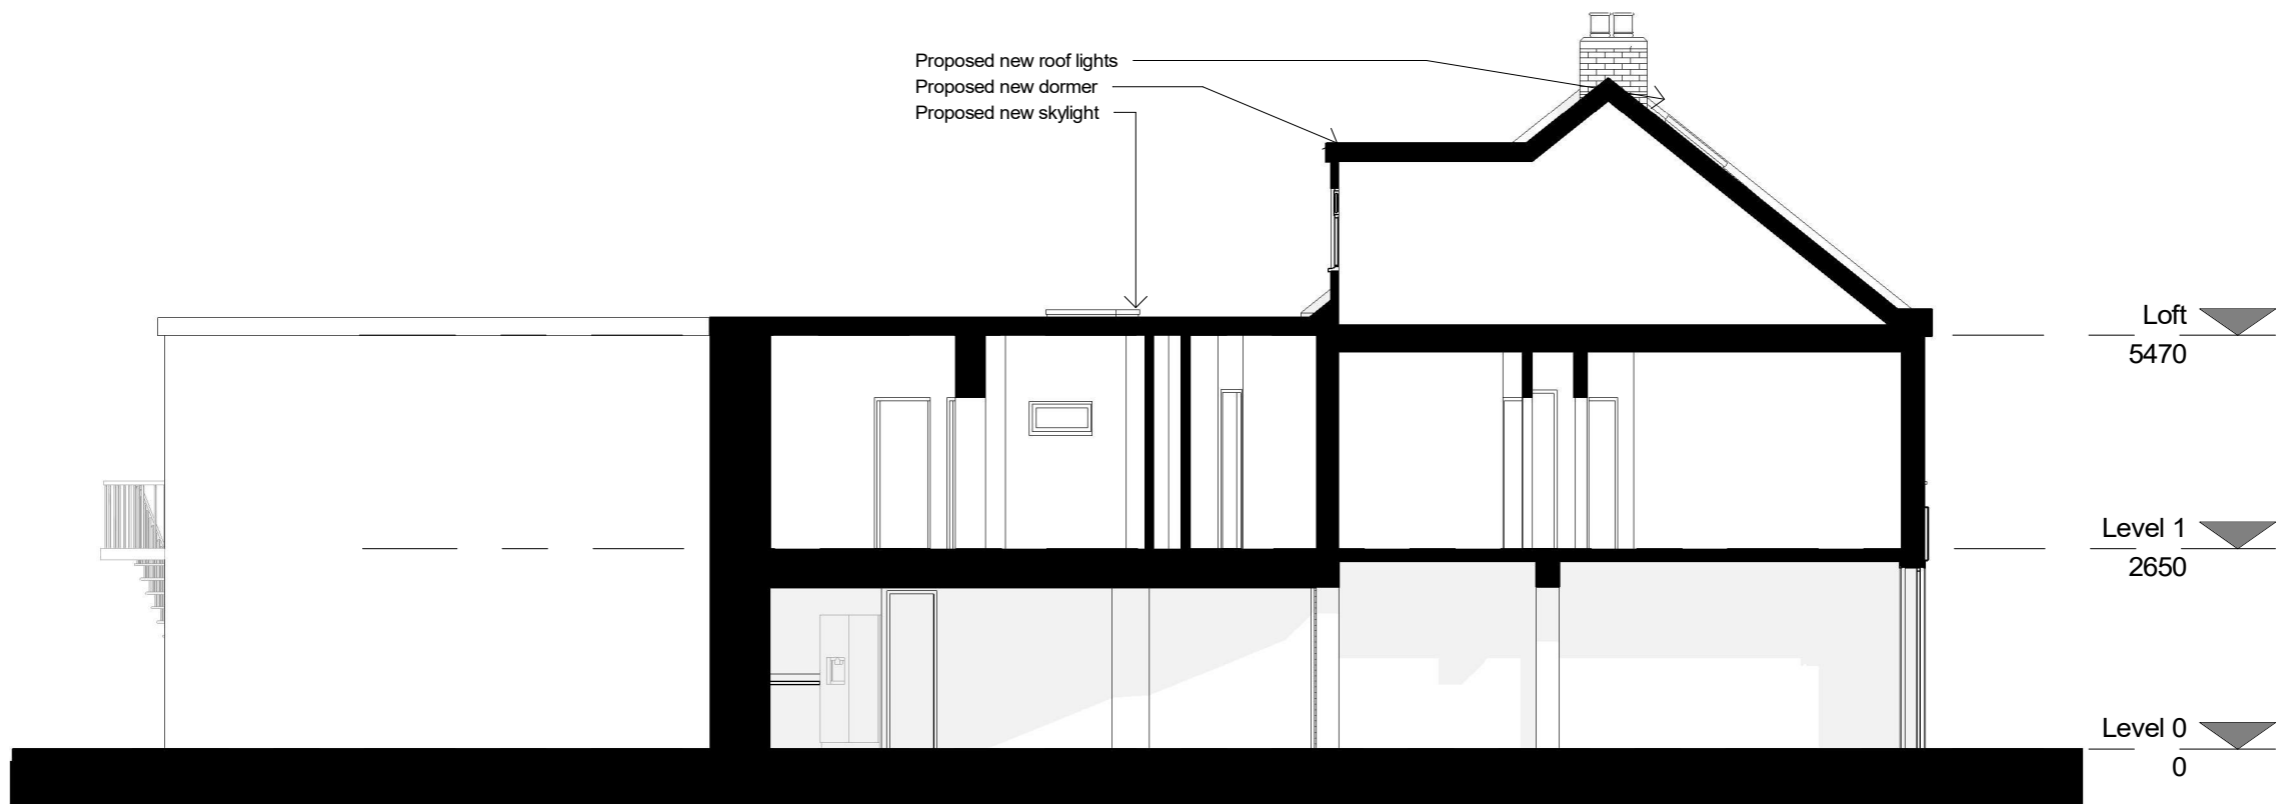 Proposed new roof lights
Proposed new dormer
Proposed new skylight
Loft
5470
Level 1
2650
Level 0
0